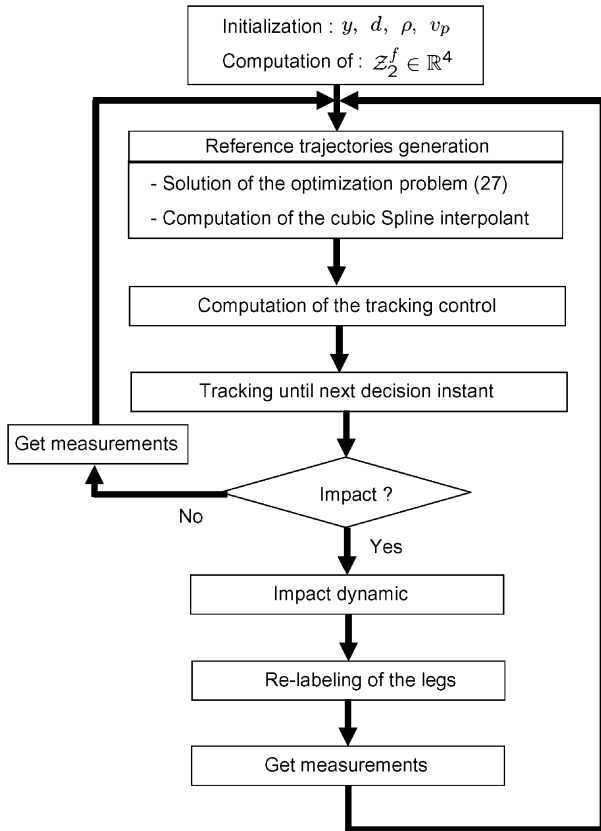 Initialization : y, d, ρ, v_p
Computation of : 𝒵₂ᶠ ∈ ℝ⁴
Reference trajectories generation
- Solution of the optimization problem (27)
- Computation of the cubic Spline interpolant
Computation of the tracking control
Tracking until next decision instant
Get measurements
Impact ?
No
Yes
Impact dynamic
Re-labeling of the legs
Get measurements